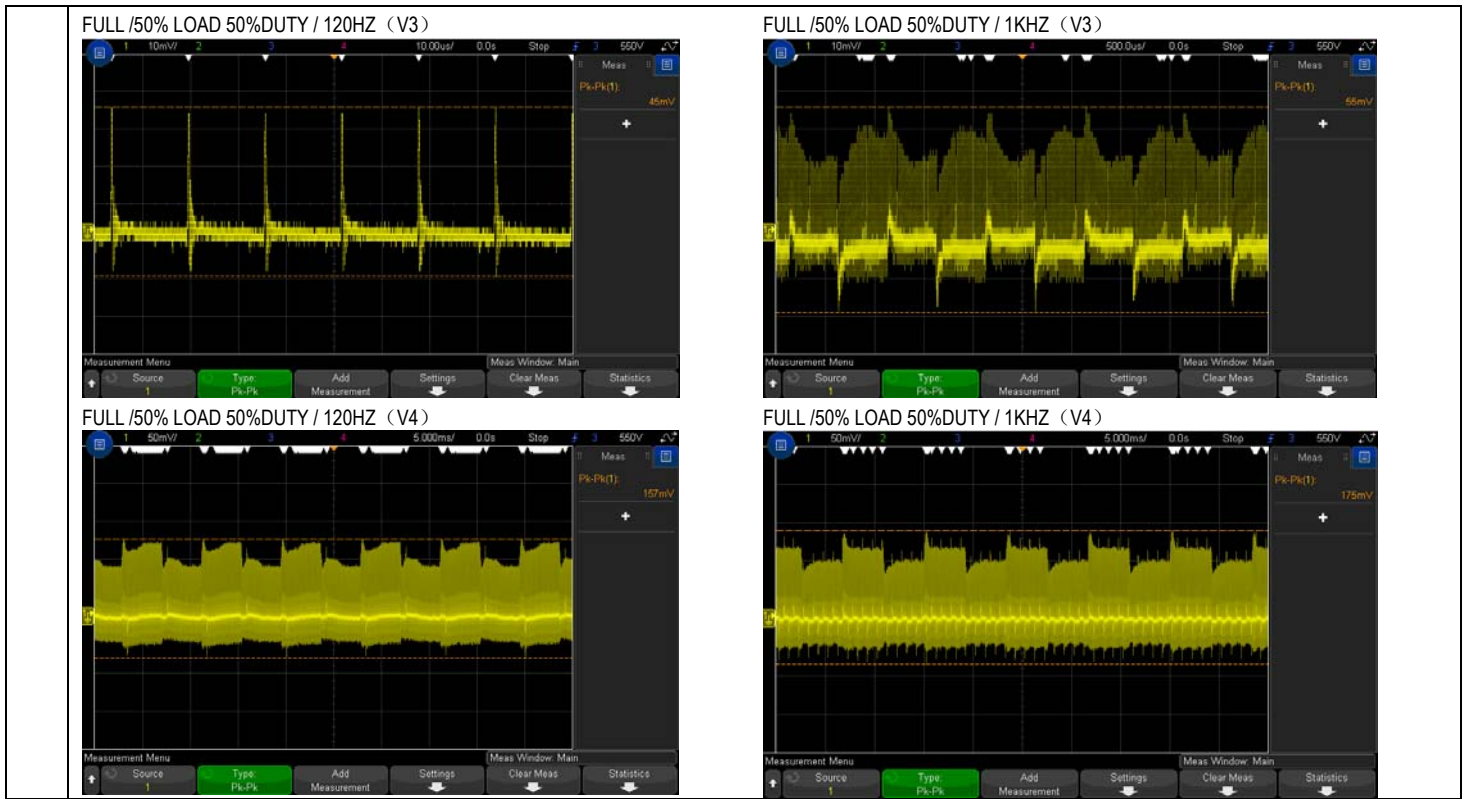 FULL /50% LOAD 50%DUTY / 120HZ（V3）
1 10mV/ 2 3 4 10.00us/ 0.0s Stop 3 550V
Meas
Pk-Pk(1):
45mV
Measurement Menu
Meas Window: Main
Source
1
Type:
Pk-Pk
Add
Measurement
Settings
Clear Meas
Statistics
FULL /50% LOAD 50%DUTY / 1KHZ（V3）
1 10mV/ 2 3 4 500.0us/ 0.0s Stop 3 550V
Meas
Pk-Pk(1):
55mV
Measurement Menu
Meas Window: Main
Source
1
Type:
Pk-Pk
Add
Measurement
Settings
Clear Meas
Statistics
FULL /50% LOAD 50%DUTY / 120HZ（V4）
1 50mV/ 2 3 4 5.000ms/ 0.0s Stop 3 550V
Meas
Pk-Pk(1):
157mV
Measurement Menu
Meas Window: Main
Source
1
Type:
Pk-Pk
Add
Measurement
Settings
Clear Meas
Statistics
FULL /50% LOAD 50%DUTY / 1KHZ（V4）
1 50mV/ 2 3 4 5.000ms/ 0.0s Stop 3 550V
Meas
Pk-Pk(1):
175mV
Measurement Menu
Meas Window: Main
Source
1
Type:
Pk-Pk
Add
Measurement
Settings
Clear Meas
Statistics